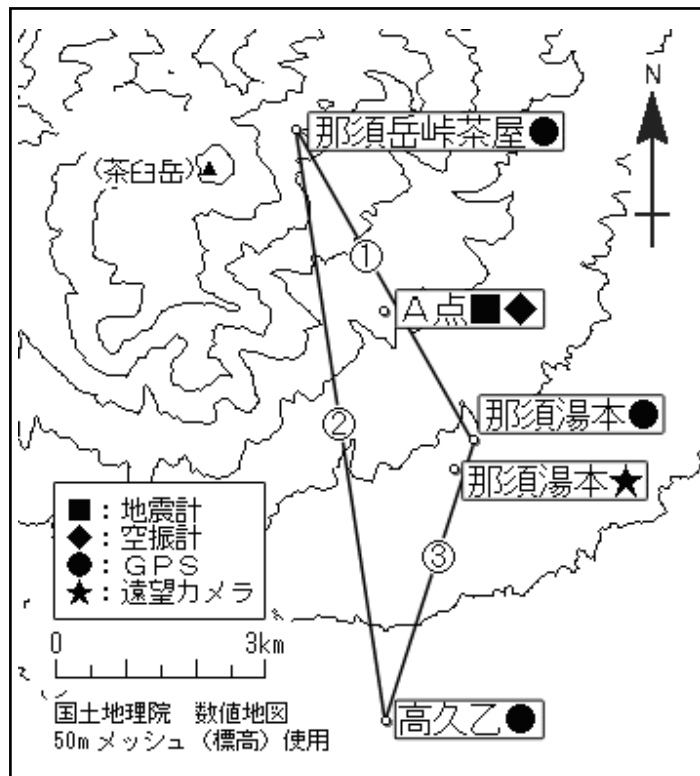 N
那須岳峠茶屋●
(茶臼岳)▲
①
A点■◆
②
那須湯本●
那須湯本★
③
■：地震計
◆：空振計
●：GPS
★：遠望カメラ
0 3km
国土地理院 数値地図
50mメッシュ（標高）使用
高久乙●